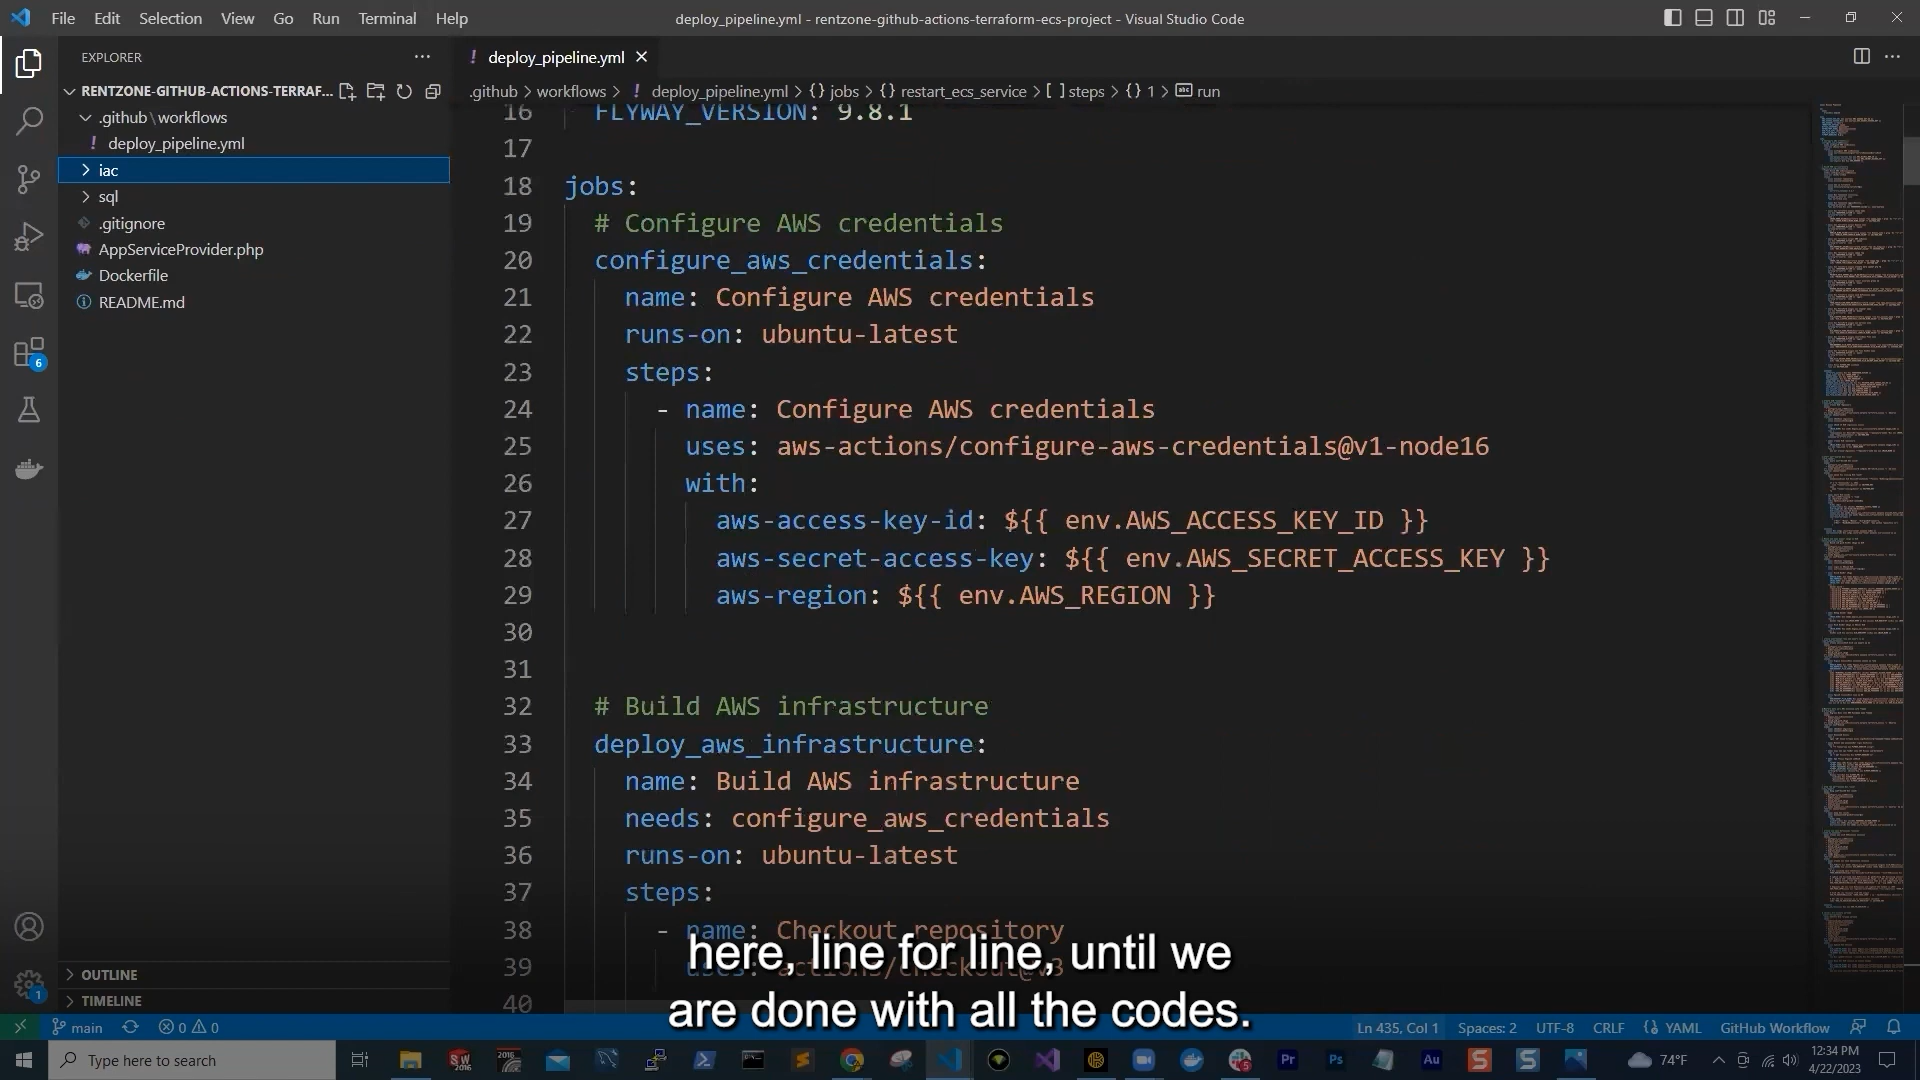 File Edit Selection View Go Run Terminal Help
deploy_pipeline.yml - rentzone-github-actions-terraform-ecs-project - Visual Studio Code
EXPLORER
RENTZONE-GITHUB-ACTIONS-TERRAF...
.github\workflows
deploy_pipeline.yml
iac
sql
.gitignore
AppServiceProvider.php
Dockerfile
README.md
OUTLINE
TIMELINE
6
1
deploy_pipeline.yml
.github > workflows > deploy_pipeline.yml > {} jobs > {} restart_ecs_service > [ ] steps > {} 1 > run
16 FLYWAY_VERSION: 9.8.1
17
18 jobs:
19 # Configure AWS credentials
20 configure_aws_credentials:
21 name: Configure AWS credentials
22 runs-on: ubuntu-latest
23 steps:
24 - name: Configure AWS credentials
25 uses: aws-actions/configure-aws-credentials@v1-node16
26 with:
27 aws-access-key-id: ${{ env.AWS_ACCESS_KEY_ID }}
28 aws-secret-access-key: ${{ env.AWS_SECRET_ACCESS_KEY }}
29 aws-region: ${{ env.AWS_REGION }}
30
31
32 # Build AWS infrastructure
33 deploy_aws_infrastructure:
34 name: Build AWS infrastructure
35 needs: configure_aws_credentials
36 runs-on: ubuntu-latest
37 steps:
38 - name: Checkout repository
39 uses: actions/checkout@v3
40
here, line for line, until we
are done with all the codes.
main 0 0 Ln 435, Col 1 Spaces: 2 UTF-8 CRLF {} YAML GitHub Workflow
Type here to search
SW 2016
2016
Pr Ps Au S S
74°F
12:34 PM
4/22/2023